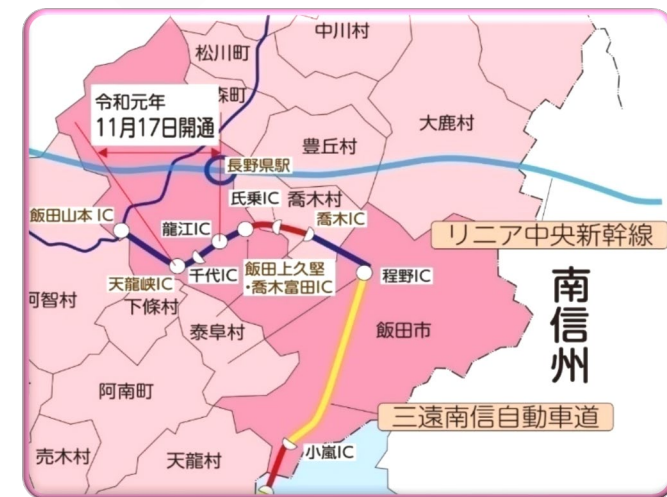 中川村
松川町
令和元年
11月17日開通
森町
大鹿村
豊丘村
長野県駅
氏乗IC
喬木村
飯田山本IC
龍江IC
喬木IC
リニア中央新幹線
天龍峡IC
千代IC
飯田上久堅
・喬木富田IC
程野IC
南信州
阿智村
下條村
泰阜村
飯田市
阿南町
三遠南信自動車道
小嵐IC
売木村
天龍村